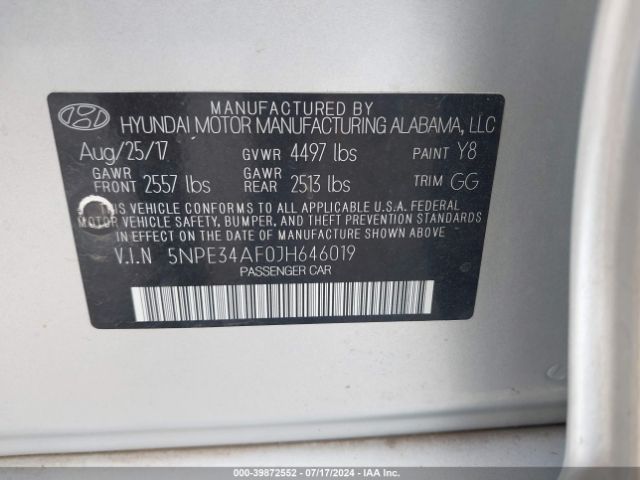 MANUFACTURED BY
HYUNDAI MOTOR MANUFACTURING ALABAMA, LLC
Aug/25/17 GVWR 4497 lbs PAINT Y8
GAWR FRONT 2557 lbs GAWR REAR 2513 lbs TRIM GG
THIS VEHICLE CONFORMS TO ALL APPLICABLE U.S.A. FEDERAL
MOTOR VEHICLE SAFETY, BUMPER, AND THEFT PREVENTION STANDARDS
IN EFFECT ON THE DATE OF MANUFACTURE SHOWN ABOVE.
V.I.N 5NPE34AF0JH646019
PASSENGER CAR
000-39872552 | 07/17/2024 | IAA Inc.